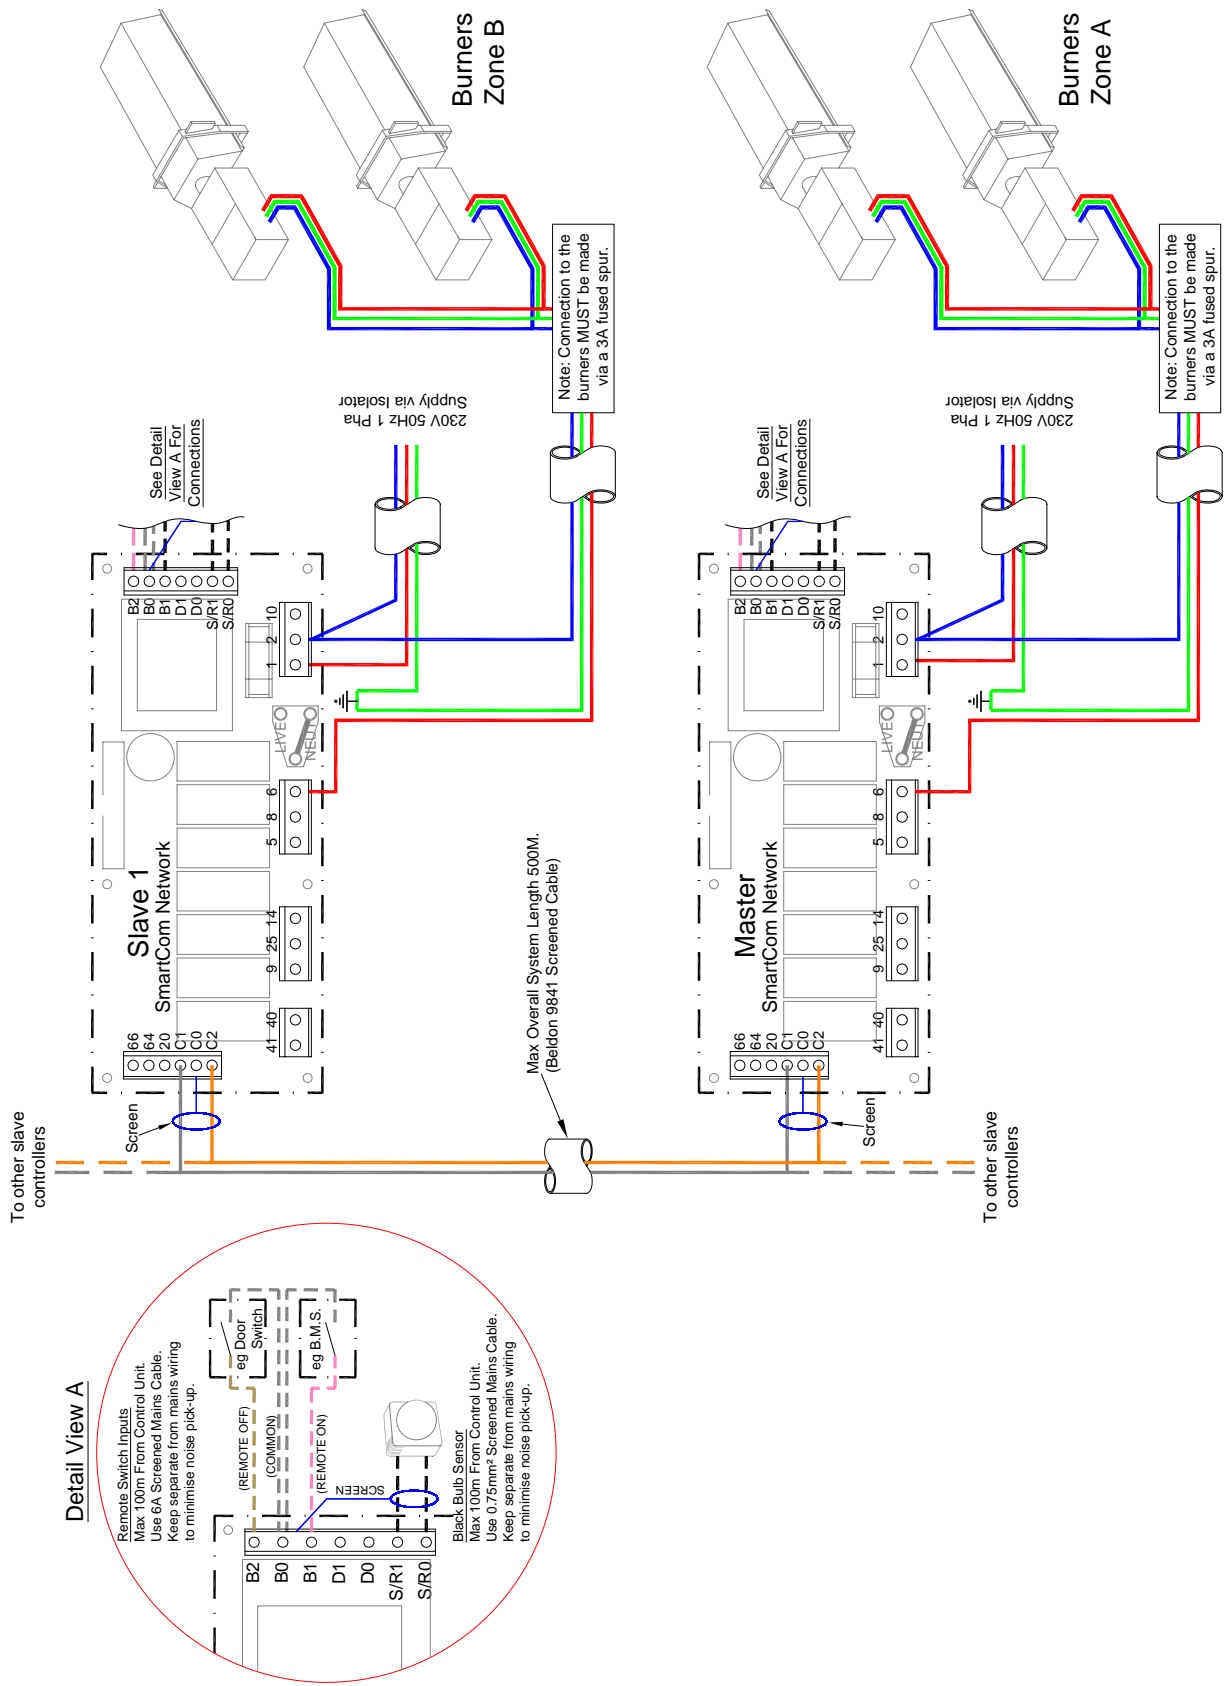 Detail View A
Remote Switch Inputs
Max 100m From Control Unit.
Use 6A Screened Mains Cable.
Keep separate from mains wiring
to minimise noise pick-up.
(REMOTE OFF)
(COMMON)
(REMOTE ON)
SCREEN
eg Door
Switch
eg B.M.S.
B2
B0
B1
D1
D0
S/R1
S/R0
Black Bulb Sensor
Max 100m From Control Unit.
Use 0.75mm² Screened Mains Cable.
Keep separate from mains wiring
to minimise noise pick-up.
To other slave
controllers
Screen
66
64
20
C1
C0
C2
Slave 1
SmartCom Network
41 40
9 25 14
5 8 6
LIVE
NEUT
1 2 10
B2
B0
B1
D1
D0
S/R1
S/R0
See Detail
View A For
Connections
230V 50Hz 1 Pha
Supply via Isolator
Note: Connection to the
burners MUST be made
via a 3A fused spur.
Burners
Zone B
Max Overall System Length 500M.
(Beldon 9841 Screened Cable)
To other slave
controllers
Screen
66
64
20
C1
C0
C2
Master
SmartCom Network
41 40
9 25 14
5 8 6
LIVE
NEUT
1 2 10
B2
B0
B1
D1
D0
S/R1
S/R0
See Detail
View A For
Connections
230V 50Hz 1 Pha
Supply via Isolator
Note: Connection to the
burners MUST be made
via a 3A fused spur.
Burners
Zone A